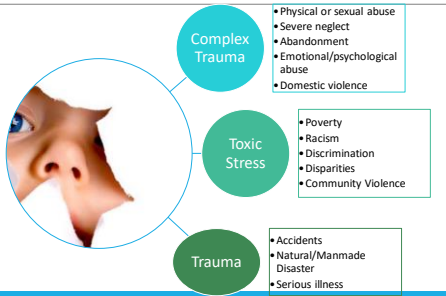 Complex
Trauma
• Physical or sexual abuse
• Severe neglect
• Abandonment
• Emotional/psychological
abuse
• Domestic violence
Toxic
Stress
• Poverty
• Racism
• Discrimination
• Disparities
• Community Violence
Trauma
• Accidents
• Natural/Manmade
Disaster
• Serious illness